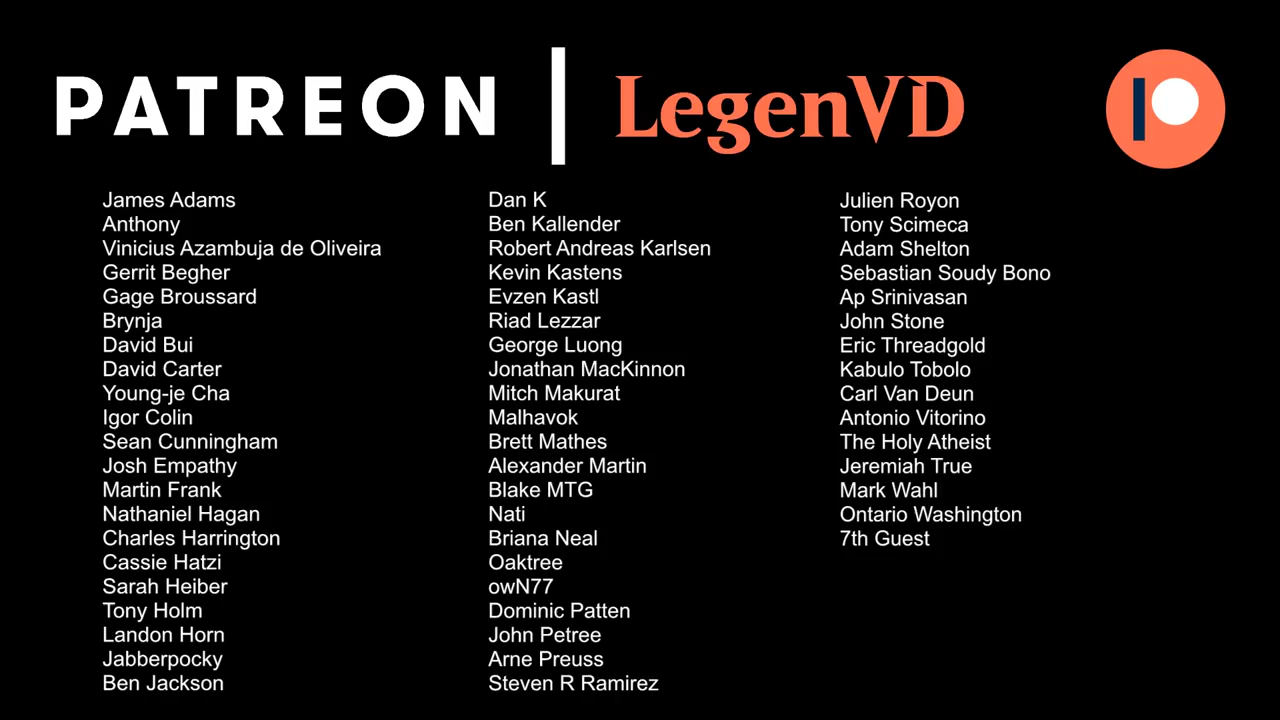 PATREON | LegenVD
James Adams
Anthony
Vinicius Azambuja de Oliveira
Gerrit Begher
Gage Broussard
Brynja
David Bui
David Carter
Young-je Cha
Igor Colin
Sean Cunningham
Josh Empathy
Martin Frank
Nathaniel Hagan
Charles Harrington
Cassie Hatzi
Sarah Heiber
Tony Holm
Landon Horn
Jabberpocky
Ben Jackson
Dan K
Ben Kallender
Robert Andreas Karlsen
Kevin Kastens
Evzen Kastl
Riad Lezzar
George Luong
Jonathan MacKinnon
Mitch Makurat
Malhavok
Brett Mathes
Alexander Martin
Blake MTG
Nati
Briana Neal
Oaktree
owN77
Dominic Patten
John Petree
Arne Preuss
Steven R Ramirez
Julien Royon
Tony Scimeca
Adam Shelton
Sebastian Soudy Bono
Ap Srinivasan
John Stone
Eric Threadgold
Kabulo Tobolo
Carl Van Deun
Antonio Vitorino
The Holy Atheist
Jeremiah True
Mark Wahl
Ontario Washington
7th Guest